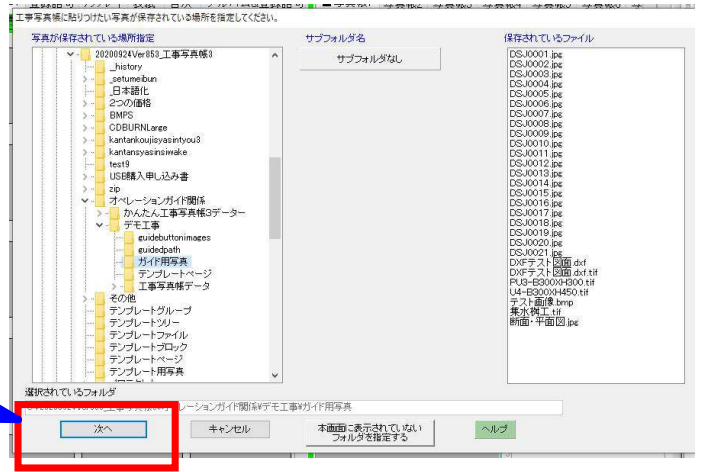 工事写真帳に貼りつけたい写真が保存されている場所を指定してください。
写真が保存されている場所指定
サブフォルダ名
保存されているファイル
20200924Ver853_工事写真帳3
_history
_setumeibun
_日本語化
2つの価格
BMPS
CDBURNLarge
kantankoujisyasintyou3
kantansyasinsiwake
test9
USB購入申し込み書
zip
オペレーションガイド関係
かんたん工事写真帳3データー
デモ工事
guidebuttonimages
guidedpath
ガイド用写真
テンプレートページ
工事写真帳データ
その他
テンプレートグループ
テンプレートツリー
テンプレートファイル
テンプレートブロック
テンプレートページ
テンプレート用写真
サブフォルダなし
DSJ0001.jpg
DSJ0002.jpg
DSJ0003.jpg
DSJ0004.jpg
DSJ0005.jpg
DSJ0006.jpg
DSJ0007.jpg
DSJ0008.jpg
DSJ0009.jpg
DSJ0010.jpg
DSJ0011.jpg
DSJ0012.jpg
DSJ0013.jpg
DSJ0014.jpg
DSJ0015.jpg
DSJ0016.jpg
DSJ0017.jpg
DSJ0018.jpg
DSJ0019.jpg
DSJ0020.jpg
DSJ0021.jpg
DXFテスト図面.dxf
DXFテスト図面.dxf.tif
PU3-B300XH300.tif
U4-B300XH450.tif
テスト画像.bmp
集水桝工.tif
断面・平面図.jpg
選択されているフォルダ
レーションガイド関係¥デモ工事¥ガイド用写真
次へ
キャンセル
本画面に表示されていない
フォルダを指定する
ヘルプ